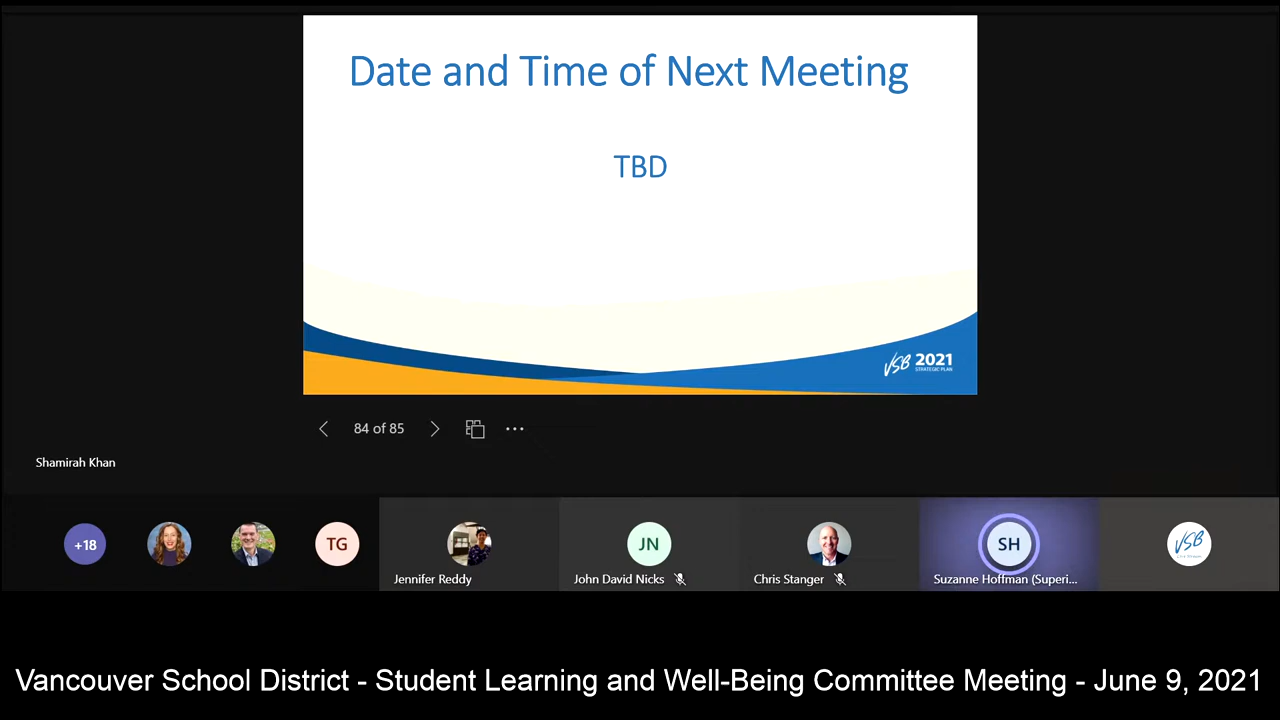 Date and Time of Next Meeting
TBD
VSB 2021
STRATEGIC PLAN
84 of 85
Shamirah Khan
+18
TG
Jennifer Reddy
JN
John David Nicks
Chris Stanger
SH
Suzanne Hoffman (Superi...
VSB
Vancouver School District - Student Learning and Well-Being Committee Meeting - June 9, 2021